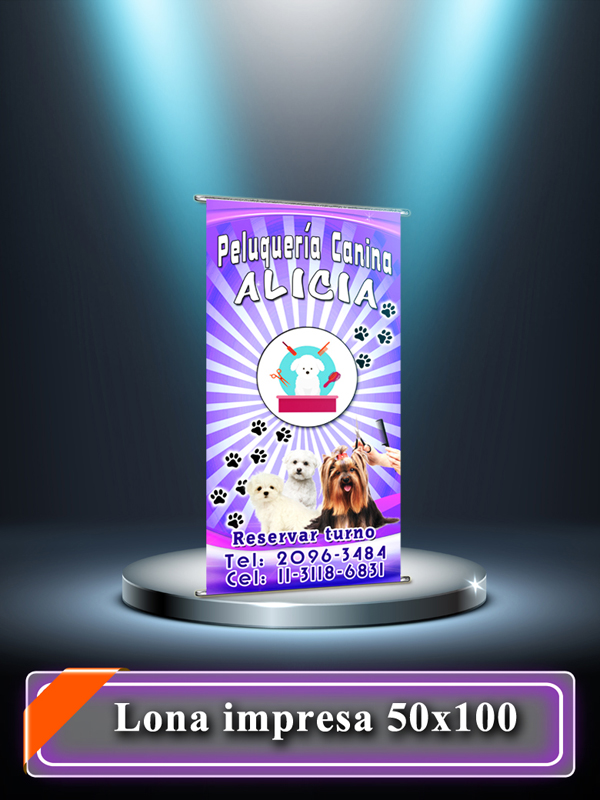 Peluquería Canina
ALICIA
Reservar turno
Tel: 2096-3484
Cel: 11-3118-6831
Lona impresa 50x100